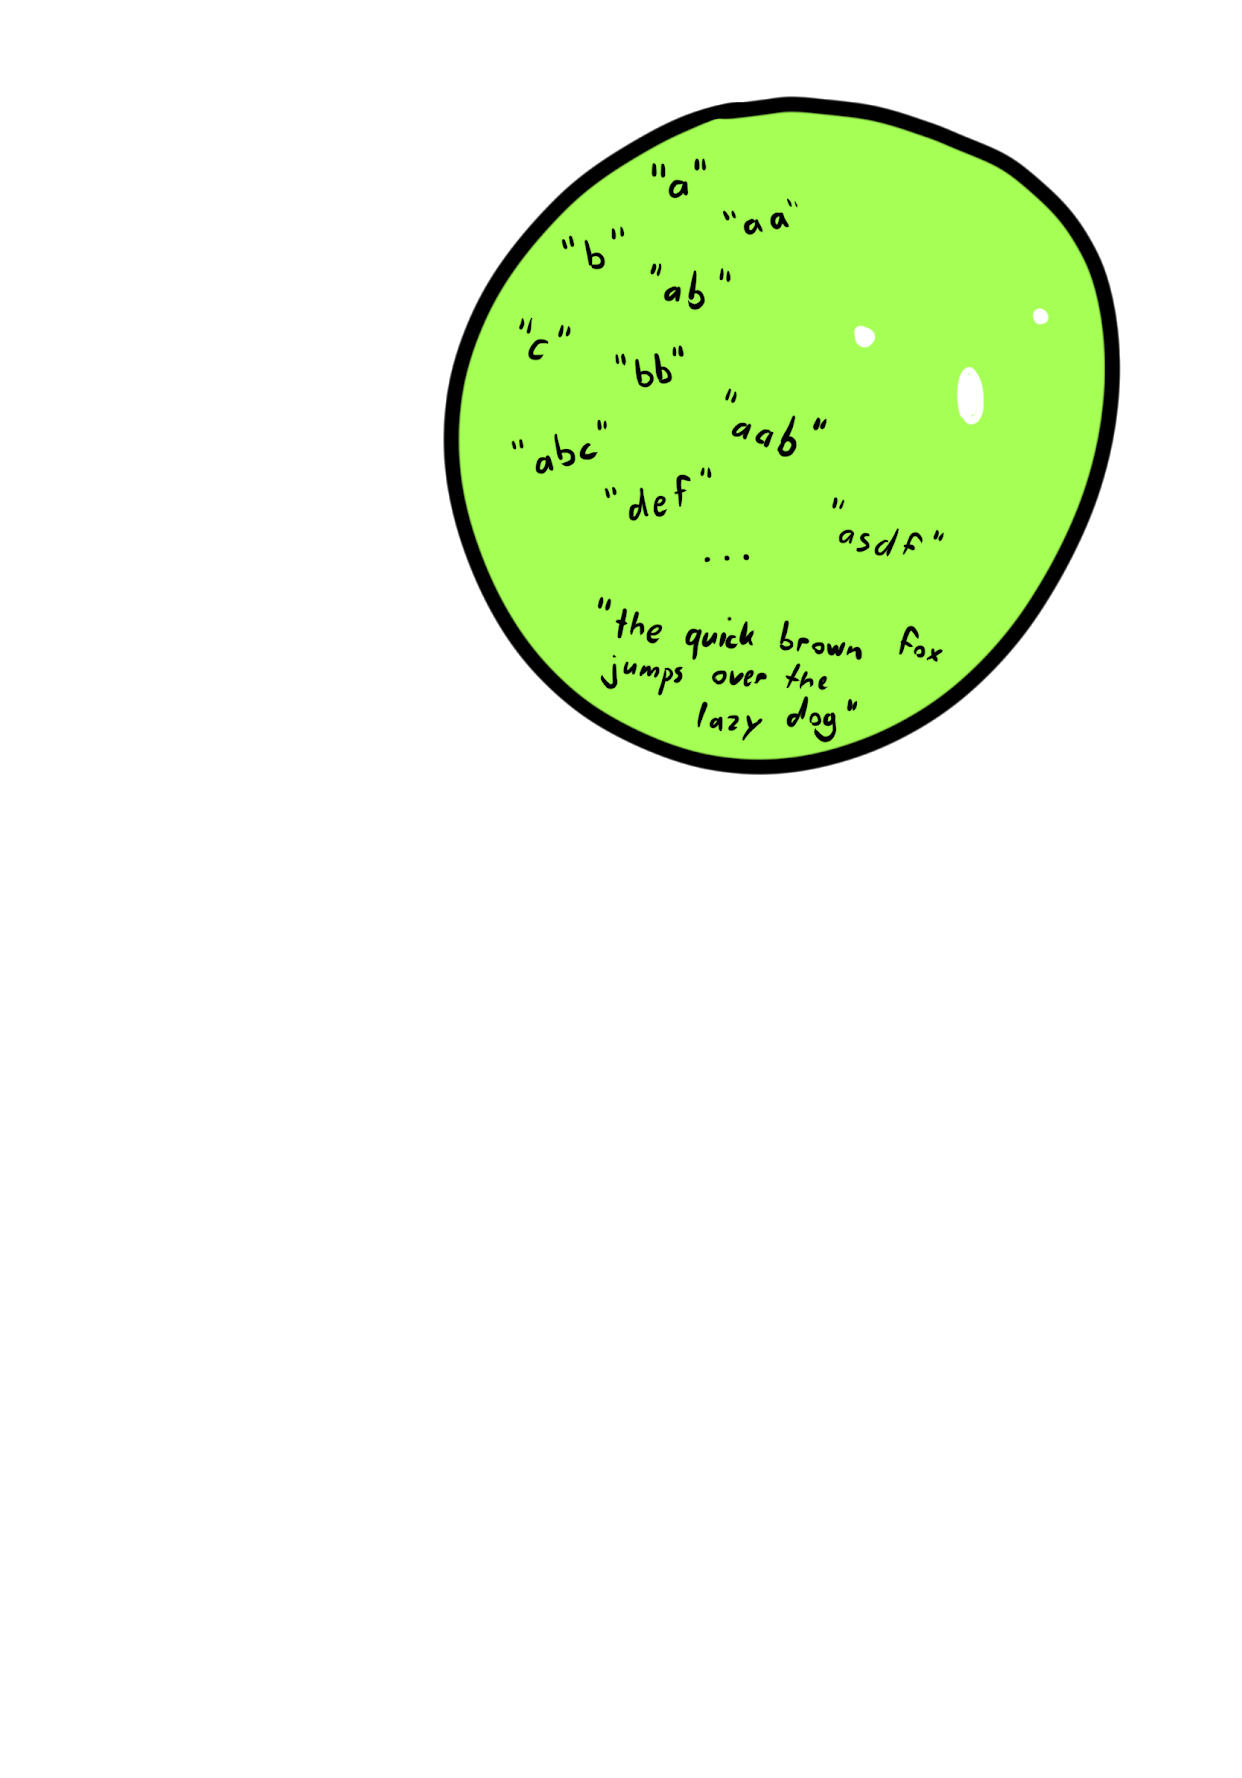 "a"
"aa"
"b"
"ab"
"c"
"bb"
"aab"
"abc"
"def"
"asdf"
...
"the quick brown fox
jumps over the
lazy dog"